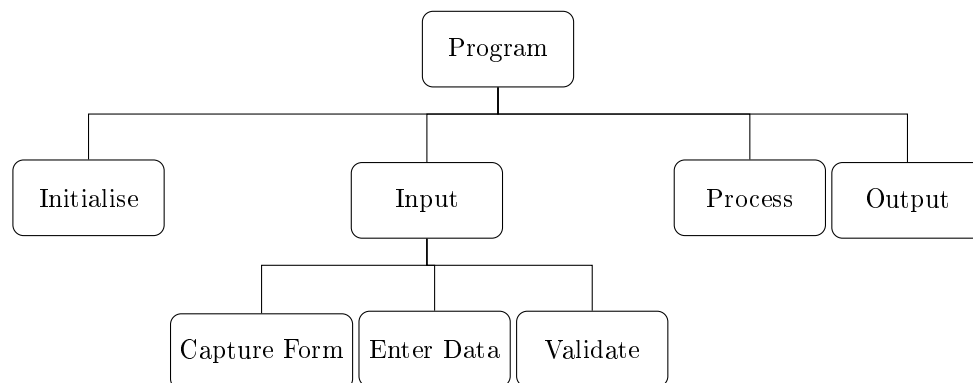 Program
Initialise
Input
Process
Output
Capture Form
Enter Data
Validate